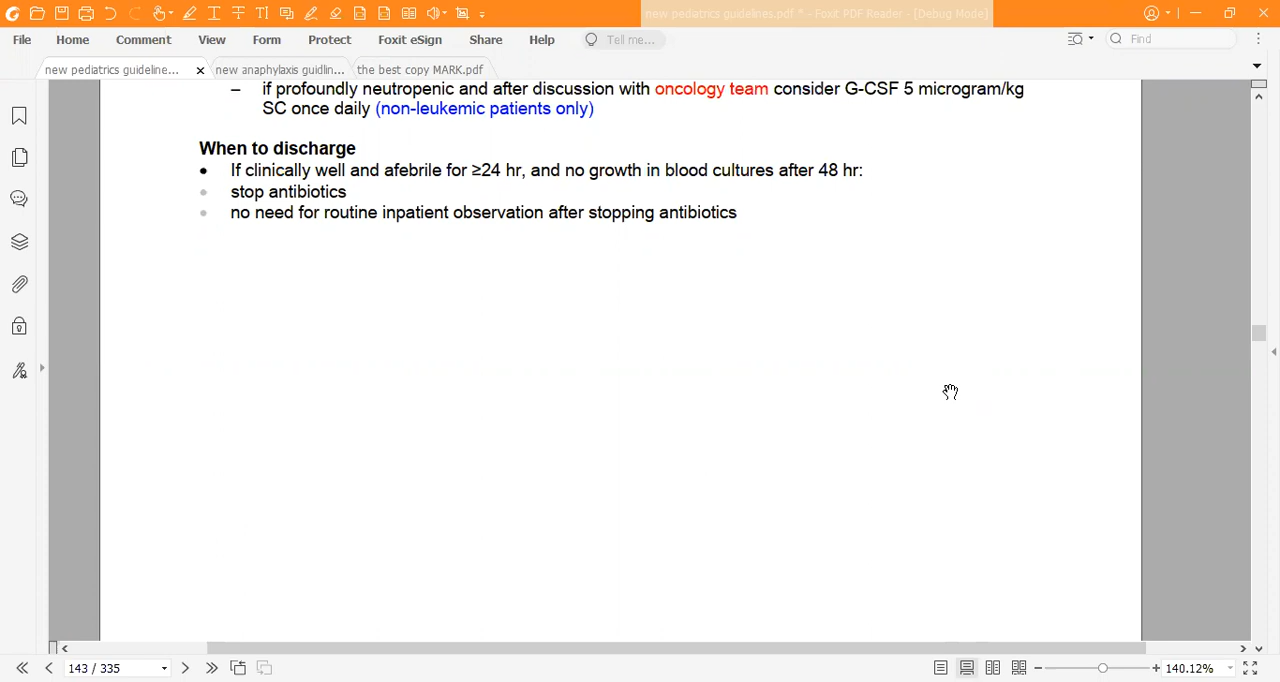 new pediatrics guidelines.pdf * - Foxit PDF Reader - [Debug Mode]
File Home Comment View Form Protect Foxit eSign Share Help Tell me... Find
new pediatrics guideline... new anaphylaxis guidlin... the best copy MARK.pdf
– if profoundly neutropenic and after discussion with oncology team consider G-CSF 5 microgram/kg
SC once daily (non-leukemic patients only)
When to discharge
• If clinically well and afebrile for ≥24 hr, and no growth in blood cultures after 48 hr:
• stop antibiotics
• no need for routine inpatient observation after stopping antibiotics
143 / 335 140.12%